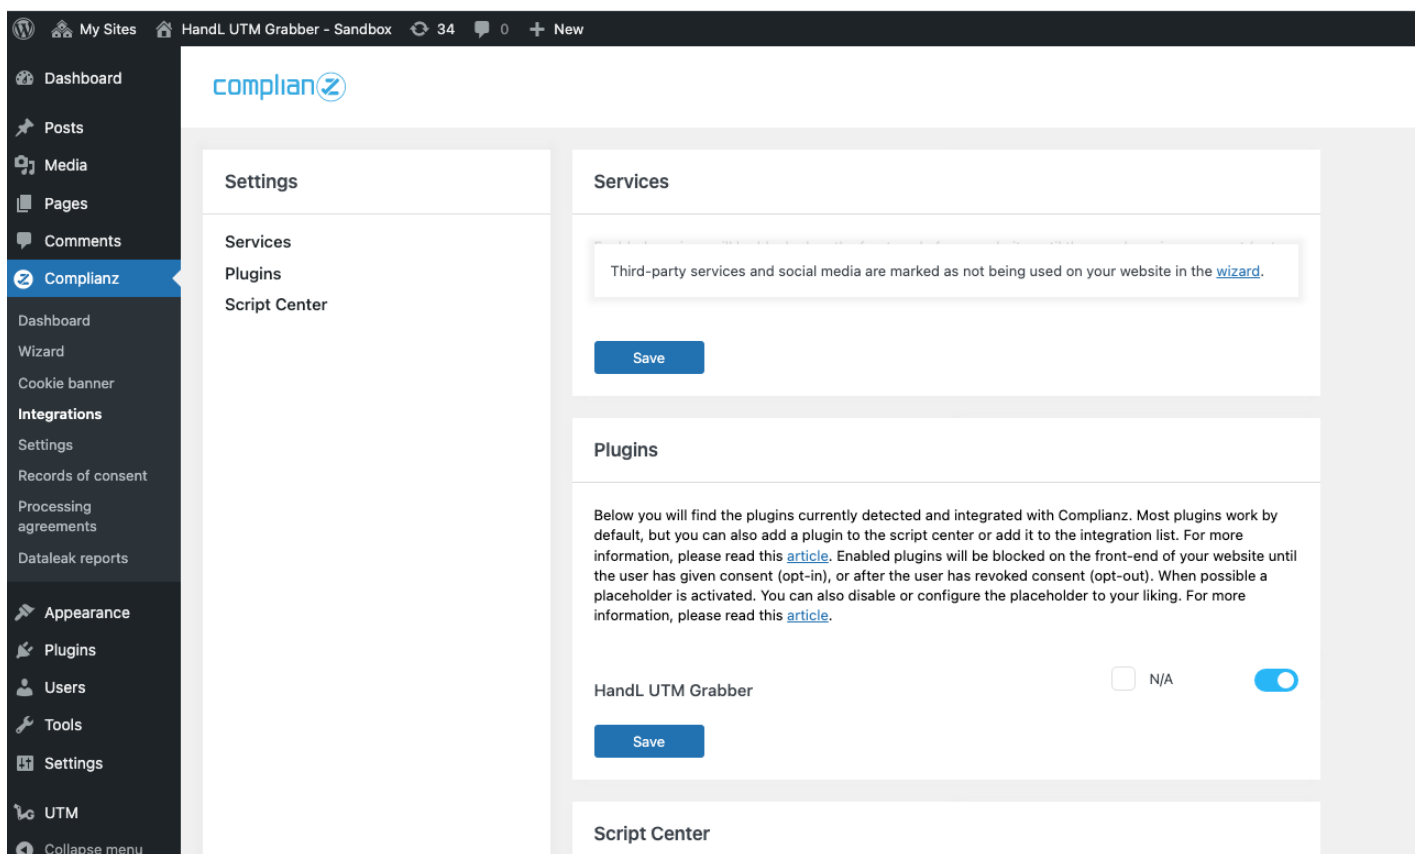 My Sites HandL UTM Grabber - Sandbox 34 0 New
Dashboard
Posts
Media
Pages
Comments
Complianz
Dashboard
Wizard
Cookie banner
Integrations
Settings
Records of consent
Processing
agreements
Dataleak reports
Appearance
Plugins
Users
Tools
Settings
UTM
Collapse menu
complianz
Settings
Services
Plugins
Script Center
Services
Third-party services and social media are marked as not being used on your website in the wizard.
Save
Plugins
Below you will find the plugins currently detected and integrated with Complianz. Most plugins work by
default, but you can also add a plugin to the script center or add it to the integration list. For more
information, please read this article. Enabled plugins will be blocked on the front-end of your website until
the user has given consent (opt-in), or after the user has revoked consent (opt-out). When possible a
placeholder is activated. You can also disable or configure the placeholder to your liking. For more
information, please read this article.
HandL UTM Grabber N/A
Save
Script Center